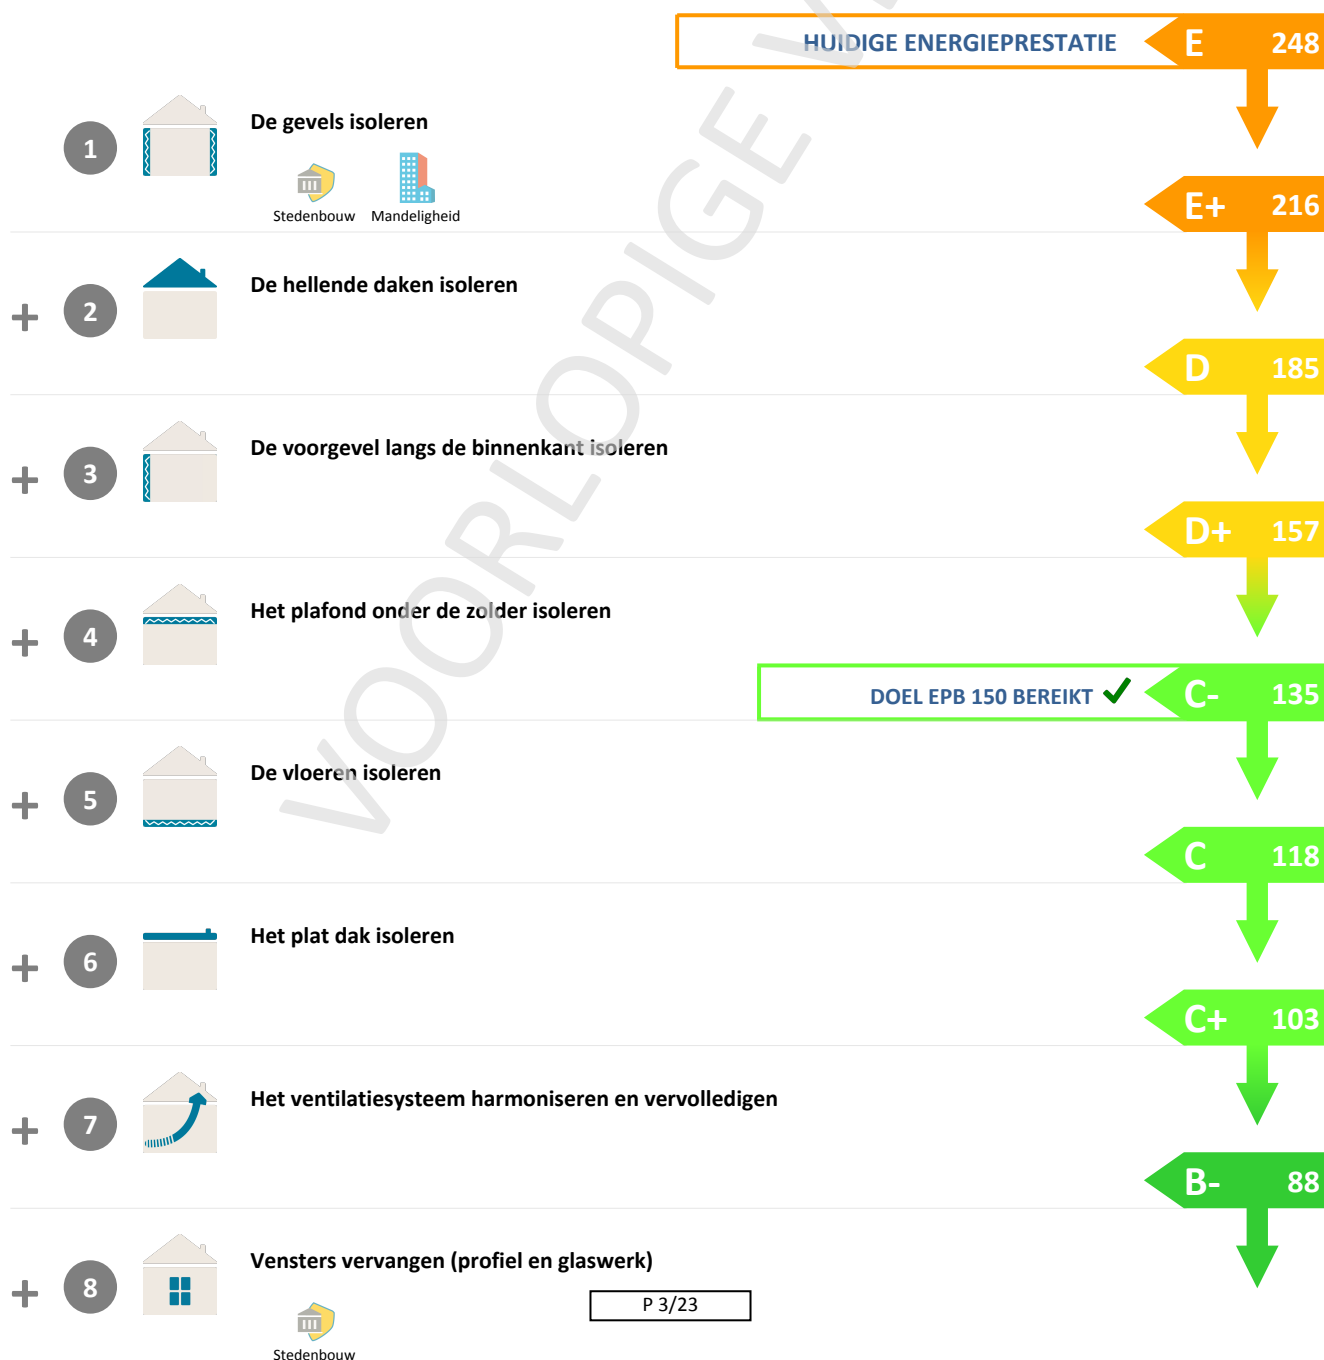 HUIDIGE ENERGIEPRESTATIE E 248
1 De gevels isoleren
Stedenbouw Mandeligheid
E+ 216
+ 2 De hellende daken isoleren
D 185
+ 3 De voorgevel langs de binnenkant isoleren
D+ 157
+ 4 Het plafond onder de zolder isoleren
DOEL EPB 150 BEREIKT C- 135
+ 5 De vloeren isoleren
C 118
+ 6 Het plat dak isoleren
C+ 103
+ 7 Het ventilatiesysteem harmoniseren en vervolledigen
B- 88
+ 8 Vensters vervangen (profiel en glaswerk)
P 3/23
Stedenbouw
VOORLOPIGE